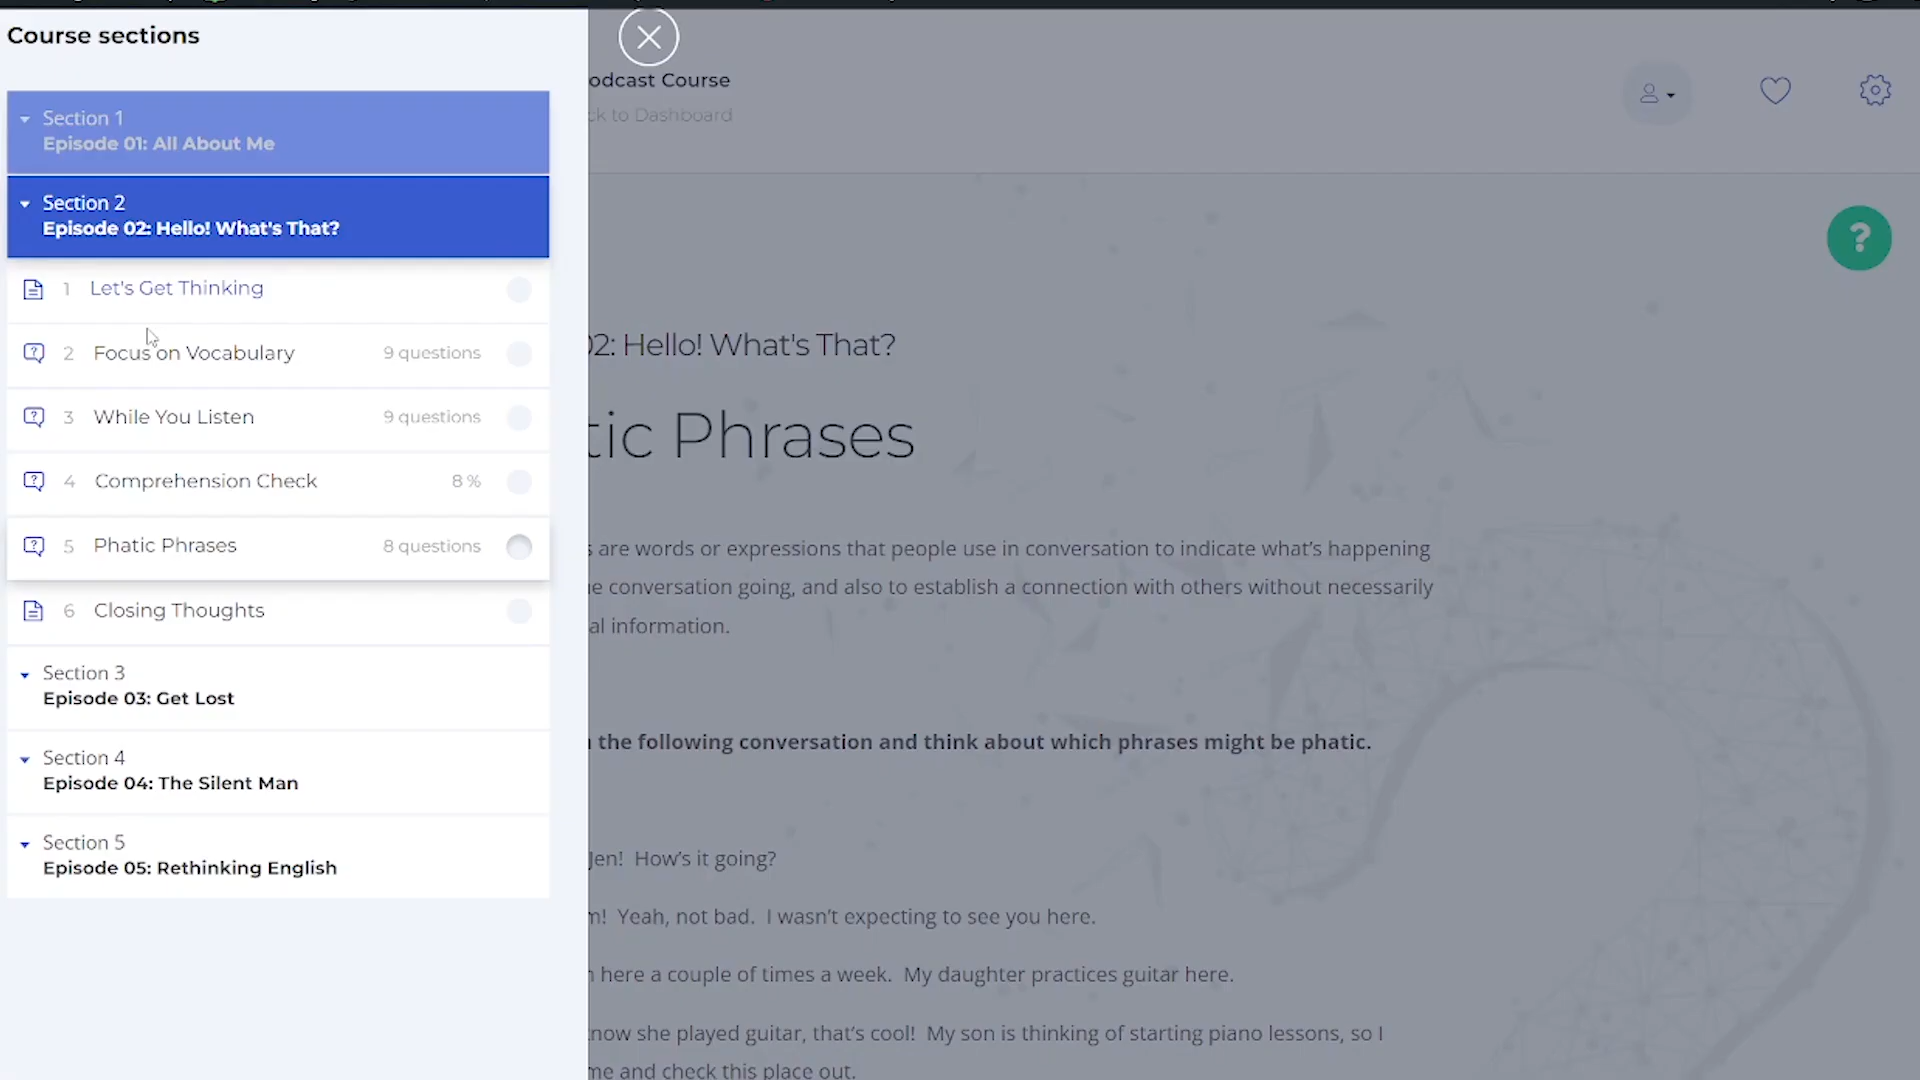 Course sections
Section 1
Episode 01: All About Me
Section 2
Episode 02: Hello! What's That?
1 Let's Get Thinking
2 Focus on Vocabulary 9 questions
3 While You Listen 9 questions
4 Comprehension Check 8 %
5 Phatic Phrases 8 questions
6 Closing Thoughts
Section 3
Episode 03: Get Lost
Section 4
Episode 04: The Silent Man
Section 5
Episode 05: Rethinking English
odcast Course
ck to Dashboard
?
02: Hello! What's That?
tic Phrases
s are words or expressions that people use in conversation to indicate what's happening
e conversation going, and also to establish a connection with others without necessarily
al information.
the following conversation and think about which phrases might be phatic.
Jen! How's it going?
m! Yeah, not bad. I wasn't expecting to see you here.
here a couple of times a week. My daughter practices guitar here.
know she played guitar, that's cool! My son is thinking of starting piano lessons, so I
me and check this place out.